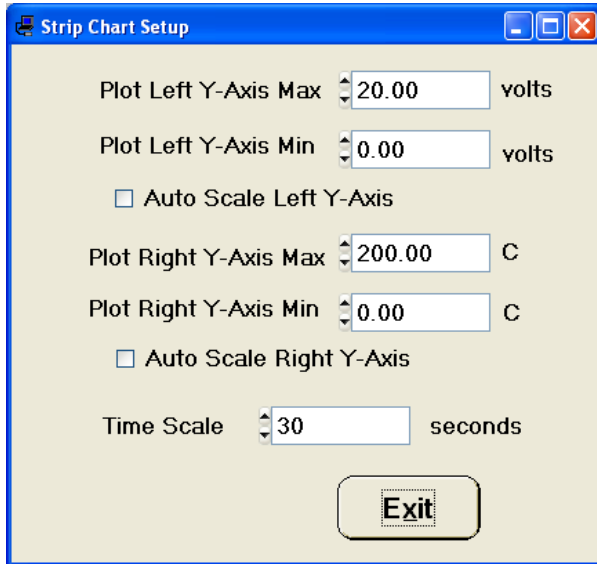 Strip Chart Setup
Plot Left Y-Axis Max 20.00 volts
Plot Left Y-Axis Min 0.00 volts
Auto Scale Left Y-Axis
Plot Right Y-Axis Max 200.00 C
Plot Right Y-Axis Min 0.00 C
Auto Scale Right Y-Axis
Time Scale 30 seconds
Exit